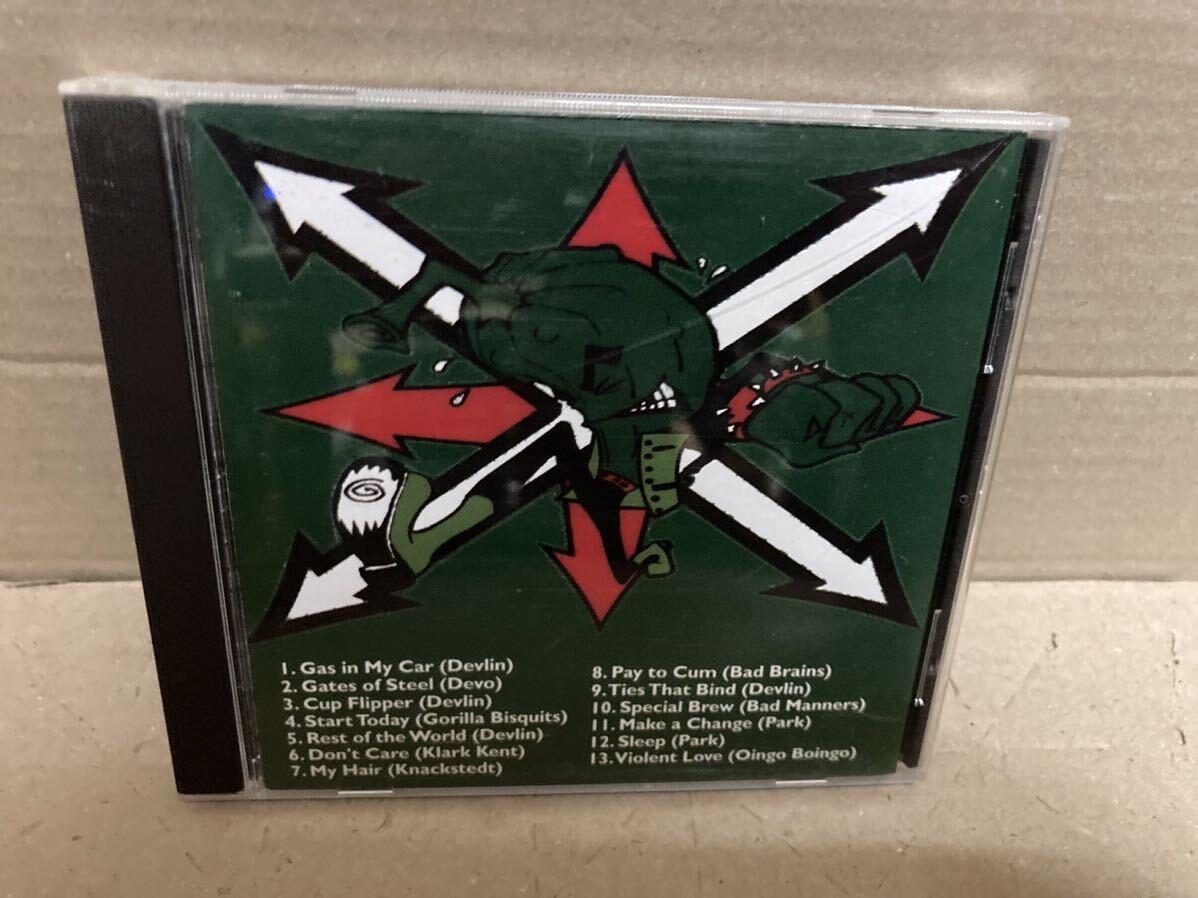 1. Gas in My Car (Devlin)
2. Gates of Steel (Devo)
3. Cup Flipper (Devlin)
4. Start Today (Gorilla Bisquits)
5. Rest of the World (Devlin)
6. Don't Care (Klark Kent)
7. My Hair (Knackstedt)
8. Pay to Cum (Bad Brains)
9. Ties That Bind (Devlin)
10. Special Brew (Bad Manners)
11. Make a Change (Park)
12. Sleep (Park)
13. Violent Love (Oingo Boingo)